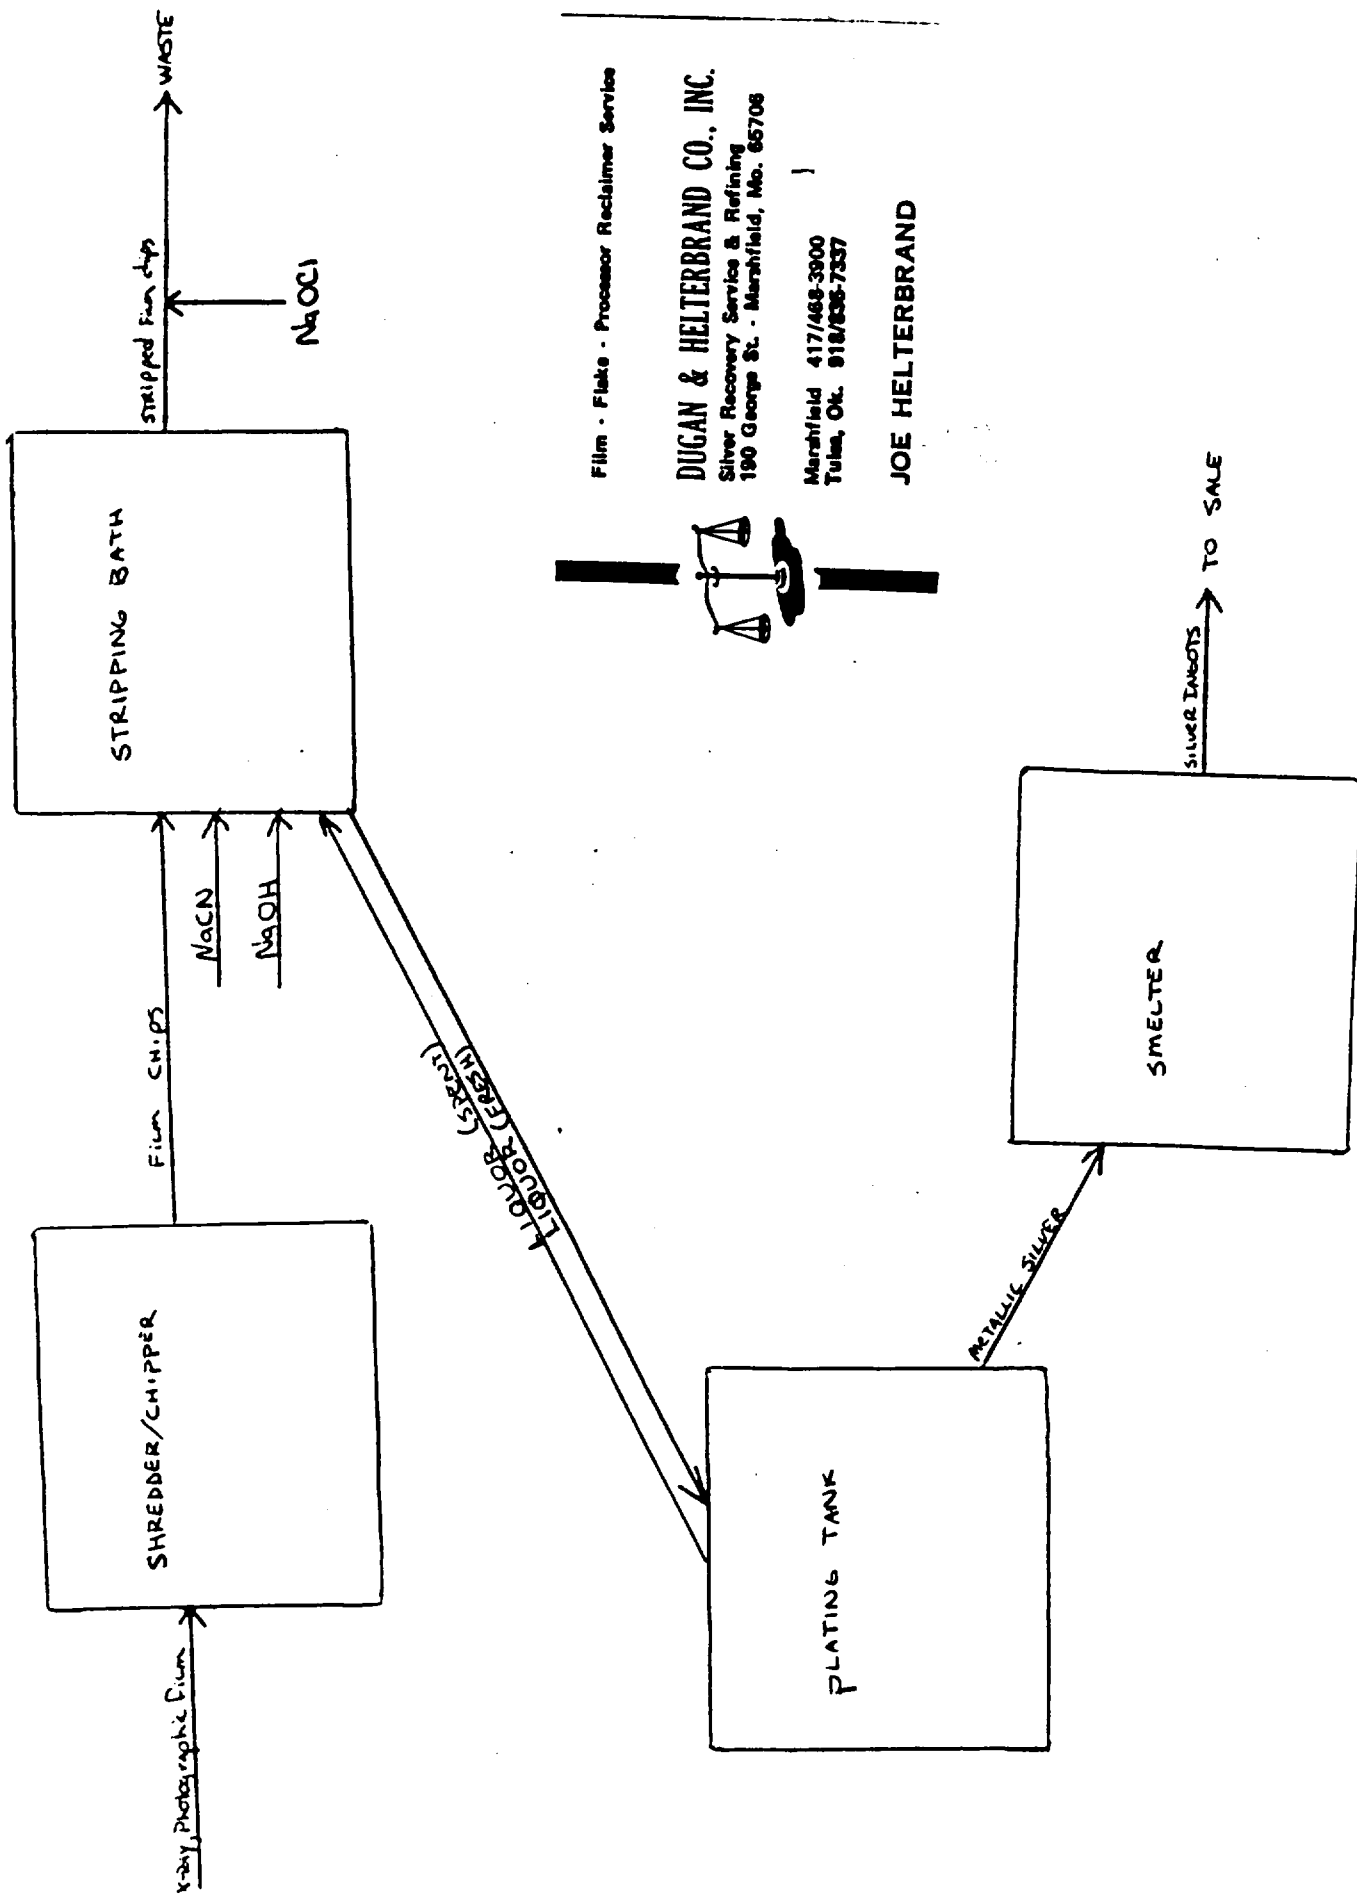 X-ray, Photographic Film
SHREDDER/CHIPPER
Film CHIPS
NaCN
NaOH
STRIPPING BATH
STRIPPED Film chips
NaOCl
WASTE
LIQUOR (SPENT)
LIQUOR (FRESH)
PLATING TANK
METALLIC SILVER
SMELTER
SILVER INGOTS
TO SALE
Film - Flake - Processor Reclaimer Service
DUGAN & HELTERBRAND CO., INC.
Silver Recovery Service & Refining
190 George St. - Marshfield, Mo. 65706
Marshfield 417/468-3900
Tulsa, Ok. 918/836-7337
JOE HELTERBRAND